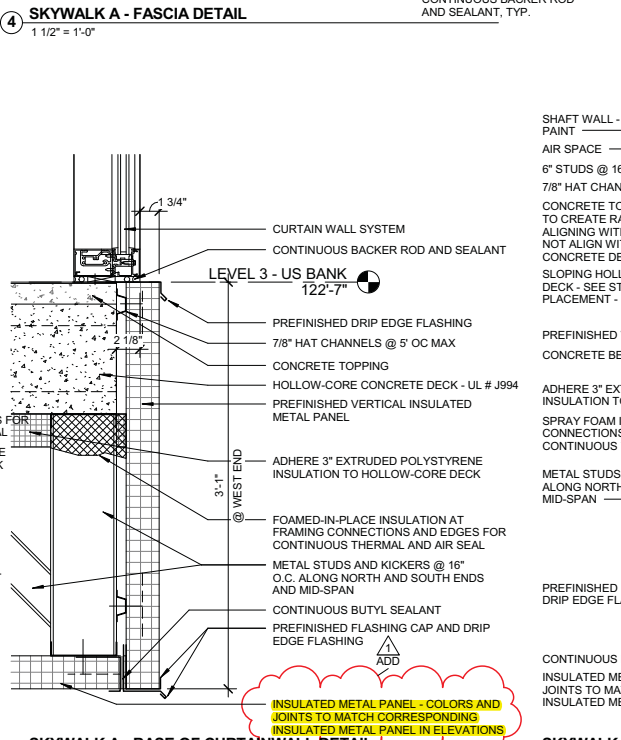 CONTINUOUS BACKER ROD
AND SEALANT, TYP.
4
SKYWALK A - FASCIA DETAIL
1 1/2" = 1'-0"
1 3/4"
CURTAIN WALL SYSTEM
CONTINUOUS BACKER ROD AND SEALANT
LEVEL 3 - US BANK
122'-7"
PREFINISHED DRIP EDGE FLASHING
2 1/8"
7/8" HAT CHANNELS @ 5' OC MAX
CONCRETE TOPPING
HOLLOW-CORE CONCRETE DECK - UL # J994
PREFINISHED VERTICAL INSULATED
METAL PANEL
FOR
ADHERE 3" EXTRUDED POLYSTYRENE
INSULATION TO HOLLOW-CORE DECK
3'-1"
@ WEST END
FOAMED-IN-PLACE INSULATION AT
FRAMING CONNECTIONS AND EDGES FOR
CONTINUOUS THERMAL AND AIR SEAL
METAL STUDS AND KICKERS @ 16"
O.C. ALONG NORTH AND SOUTH ENDS
AND MID-SPAN
CONTINUOUS BUTYL SEALANT
PREFINISHED FLASHING CAP AND DRIP
EDGE FLASHING
1
ADD
INSULATED METAL PANEL - COLORS AND
JOINTS TO MATCH CORRESPONDING
INSULATED METAL PANEL IN ELEVATIONS
SKYWALK A - BASE OF CURTAINWALL DETAIL
SHAFT WALL -
PAINT
AIR SPACE
6" STUDS @ 16
7/8" HAT CHAN
CONCRETE TO
TO CREATE RA
ALIGNING WIT
NOT ALIGN WI
CONCRETE DE
SLOPING HOLL
DECK - SEE ST
PLACEMENT -
PREFINISHED
CONCRETE BE
ADHERE 3" EX
INSULATION TO
SPRAY FOAM
CONNECTIONS
CONTINUOUS
METAL STUDS
ALONG NORTH
MID-SPAN
PREFINISHED
DRIP EDGE FLA
CONTINUOUS
INSULATED ME
JOINTS TO MA
INSULATED ME
SKYWALK